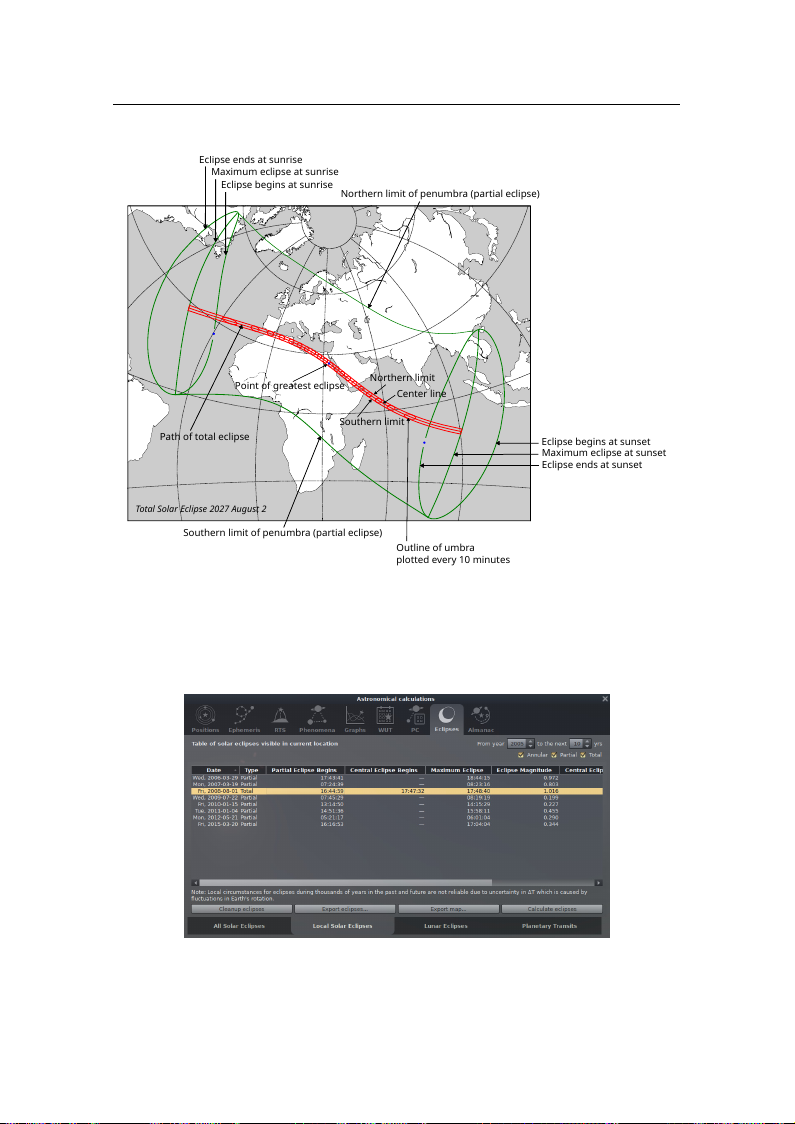 Eclipse ends at sunrise
Maximum eclipse at sunrise
Eclipse begins at sunrise
Northern limit of penumbra (partial eclipse)
Point of greatest eclipse
Northern limit
Center line
Southern limit
Path of total eclipse
Eclipse begins at sunset
Maximum eclipse at sunset
Eclipse ends at sunset
Total Solar Eclipse 2027 August 2
Southern limit of penumbra (partial eclipse)
Outline of umbra
plotted every 10 minutes
Astronomical calculations
Positions Ephemeris RTS Phenomena Graphs WUT PC Eclipses Almanac
Table of solar eclipses visible in current location
From year 2005 to the next 10 yrs
Annular Partial Total
Date Type Partial Eclipse Begins Central Eclipse Begins Maximum Eclipse Eclipse Magnitude Central Eclip
Wed, 2006-03-29 Partial 17:43:41 — 18:44:15 0.972
Mon, 2007-03-19 Partial 07:24:39 — 08:23:16 0.803
Fri, 2008-08-01 Total 16:44:59 17:47:32 17:48:40 1.016
Wed, 2009-07-22 Partial 07:45:29 — 08:19:19 0.199
Fri, 2010-01-15 Partial 13:14:50 — 14:15:29 0.227
Tue, 2011-01-04 Partial 14:51:36 — 15:58:11 0.455
Mon, 2012-05-21 Partial 05:21:17 — 06:01:04 0.290
Fri, 2015-03-20 Partial 16:16:53 — 17:04:04 0.344
Note: Local circumstances for eclipses during thousands of years in the past and future are not reliable due to uncertainty in ΔT which is caused by
fluctuations in Earth's rotation.
Cleanup eclipses Export eclipses... Export map... Calculate eclipses
All Solar Eclipses Local Solar Eclipses Lunar Eclipses Planetary Transits